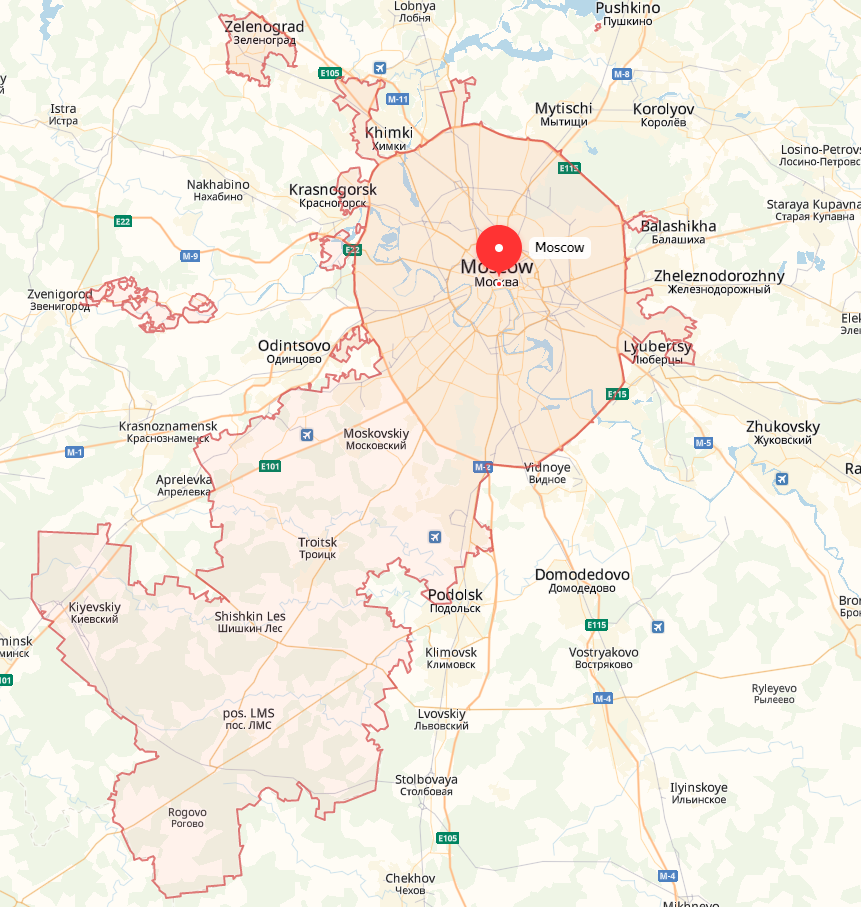 Lobnya
Лобня
Pushkino
Пушкино
Zelenograd
Зеленоград
E105
M-8
M-11
Istra
Истра
Mytischi
Мытищи
Korolyov
Королёв
Khimki
Химки
Losino-Petrovs
Лосино-Петровс
E115
Nakhabino
Нахабино
Krasnogorsk
Красногорск
Staraya Kupavna
Старая Купавна
E22
Balashikha
Балашиха
E22
M-9
Moscow
Moscow
Москва
Zheleznodorozhny
Железнодорожный
Zvenigorod
Звенигород
Odintsovo
Одинцово
Lyubertsy
Люберцы
E115
Krasnoznamensk
Краснознаменск
Moskovskiy
Московский
Zhukovsky
Жуковский
M-1
M-5
E101
M-2
Vidnoye
Видное
Aprelevka
Апрелевка
Troitsk
Троицк
Domodedovo
Домодедово
Podolsk
Подольск
Kiyevskiy
Киевский
Shishkin Les
Шишкин Лес
E115
Klimovsk
Климовск
Vostryakovo
Востряково
Ryleyevo
Рылеево
M-4
pos. LMS
пос. ЛМС
Lvovskiy
Львовский
Stolbovaya
Столбовая
Ilyinskoye
Ильинское
Rogovo
Рогово
E105
Chekhov
Чехов
M-4
Mikhnevo